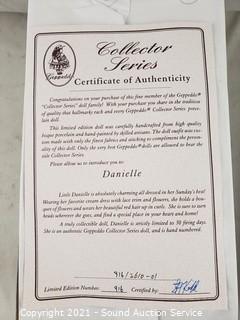 Geppeddo
Collector
Series
Certificate of Authenticity
Congratulations on your purchase of this fine member of the Geppeddo®
"Collector Series" doll family! With your purchase you share in the tradition
of quality that hallmarks each and every Geppeddo® Collector Series porce-
lain doll.
This limited edition doll was carefully handcrafted from high quality
bisque porcelain and hand-painted by skilled artisans. The doll outfit was cus-
tom made with only the finest fabrics and stitching to compliment the person-
ality of this doll. Only the very best Geppeddo® dolls are allowed to bear the
title Collector Series.
Please allow us to introduce you to:
Danielle
Little Danielle is absolutely charming all dressed in her Sunday's best!
Wearing her favorite cream dress with lace trim and flowers, she holds a bou-
quet of flowers and wears her beautiful red hair up in curls. She is sure to turn
heads wherever she goes, and find a special place in your heart and home!
A truly collectible doll, Danielle is strictly limited to 50 firing days.
She is an authentic Geppeddo Collector Series doll, and is hand numbered.
916/2610-01
Limited Edition Number: 916 Certified by:
Copyright 2021 - Sound Auction Service